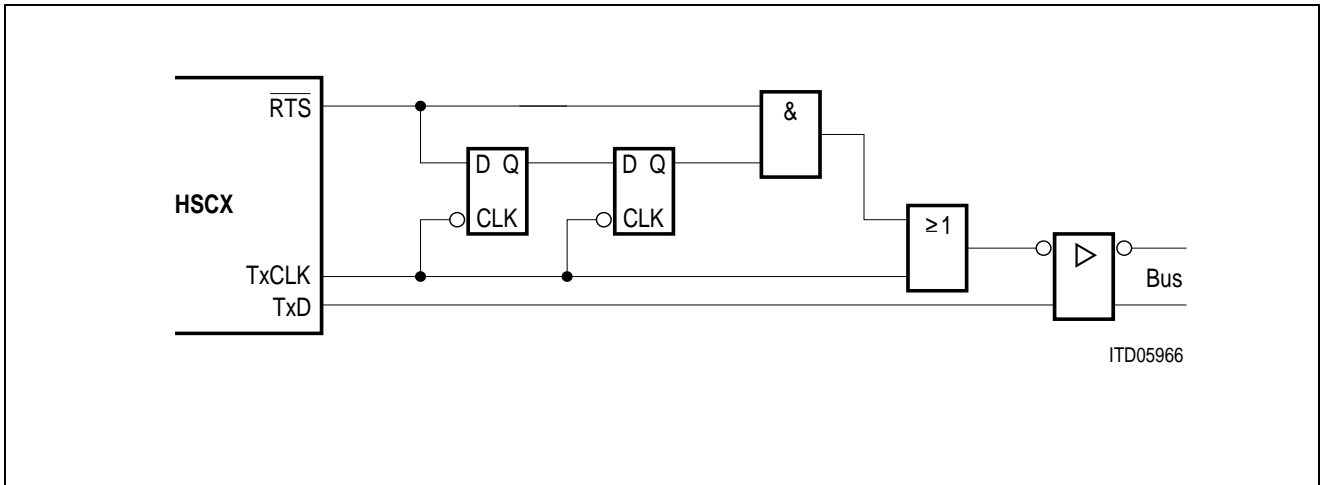 RTS
&
D Q
D Q
HSCX
CLK
CLK
≥1
TxCLK
Bus
TxD
ITD05966